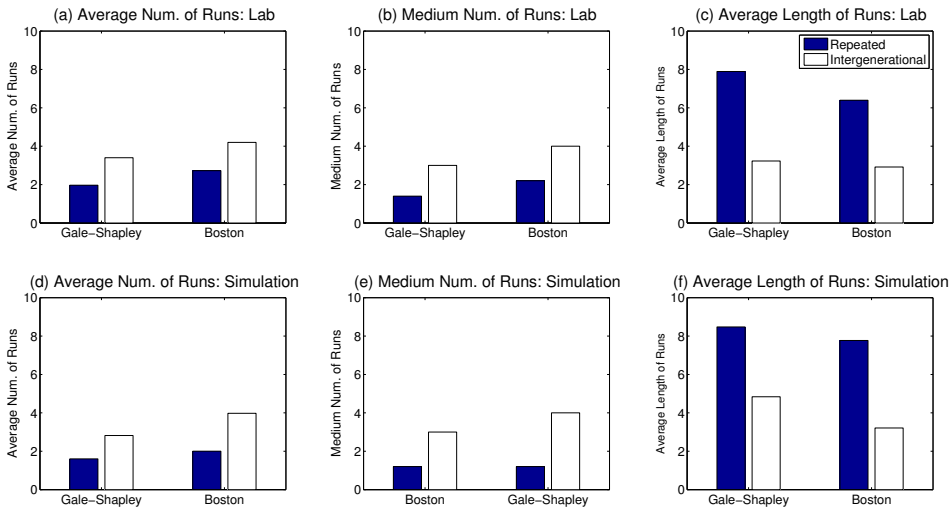 (a) Average Num. of Runs: Lab
Average Num. of Runs
10
8
6
4
2
0
Gale−Shapley Boston
(b) Medium Num. of Runs: Lab
Medium Num. of Runs
10
8
6
4
2
0
Gale−Shapley Boston
(c) Average Length of Runs: Lab
Average Length of Runs
10
8
6
4
2
0
Repeated
Intergenerational
Gale−Shapley Boston
(d) Average Num. of Runs: Simulation
Average Num. of Runs
10
8
6
4
2
0
Gale−Shapley Boston
(e) Medium Num. of Runs: Simulation
Medium Num. of Runs
10
8
6
4
2
0
Boston Gale−Shapley
(f) Average Length of Runs: Simulation
Average Length of Runs
10
8
6
4
2
0
Gale−Shapley Boston